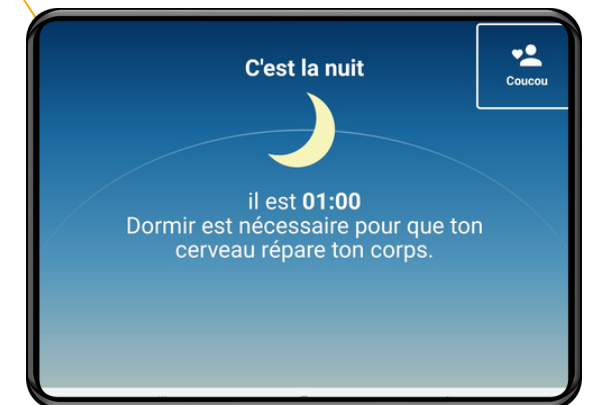 C'est la nuit
Coucou
il est 01:00
Dormir est nécessaire pour que ton
cerveau répare ton corps.